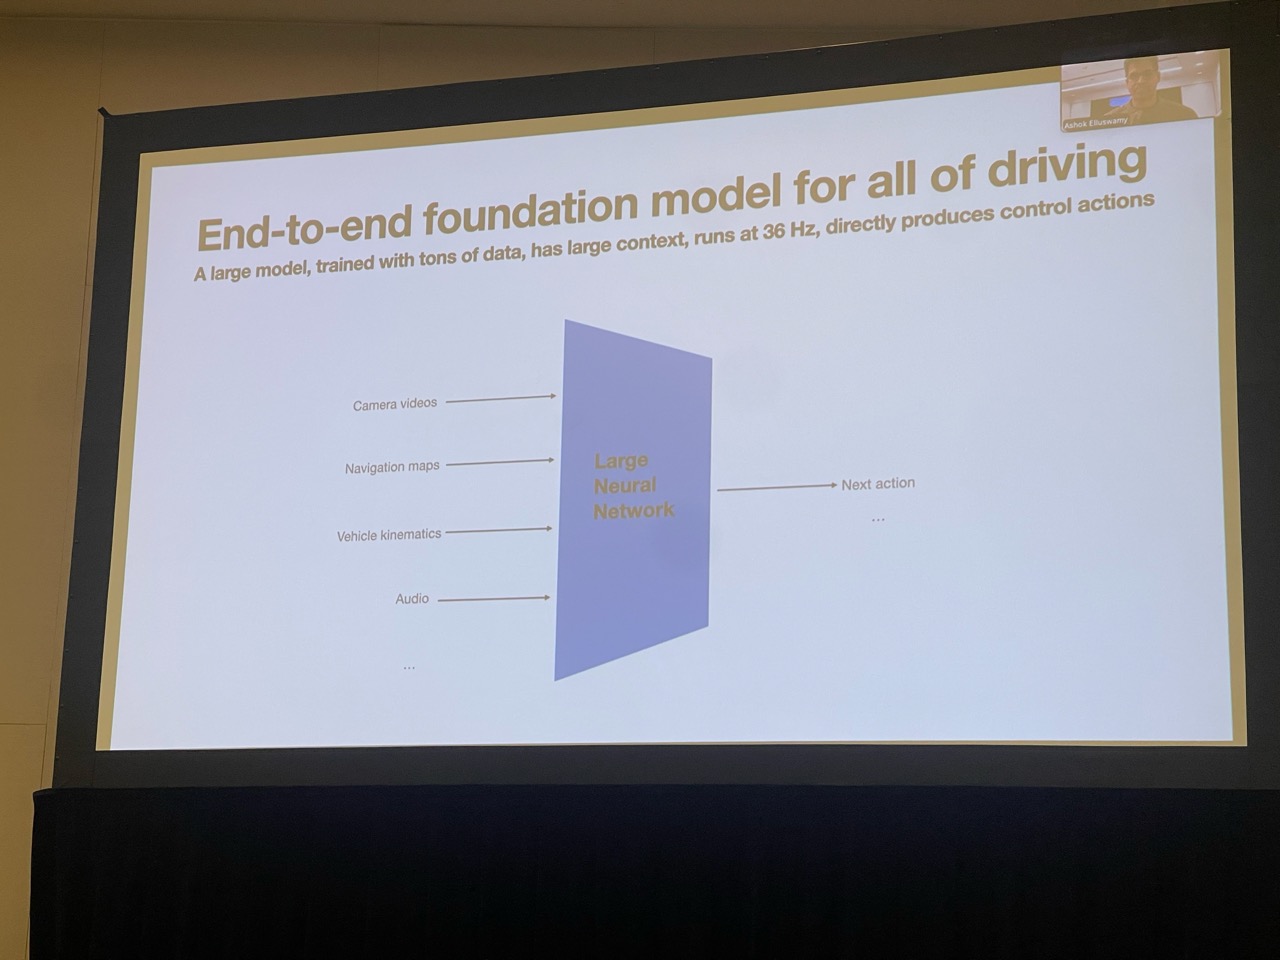 Ashok Elluswamy
End-to-end foundation model for all of driving
A large model, trained with tons of data, has large context, runs at 36 Hz, directly produces control actions
Camera videos
Navigation maps
Vehicle kinematics
Audio
...
Large
Neural
Network
Next action
...